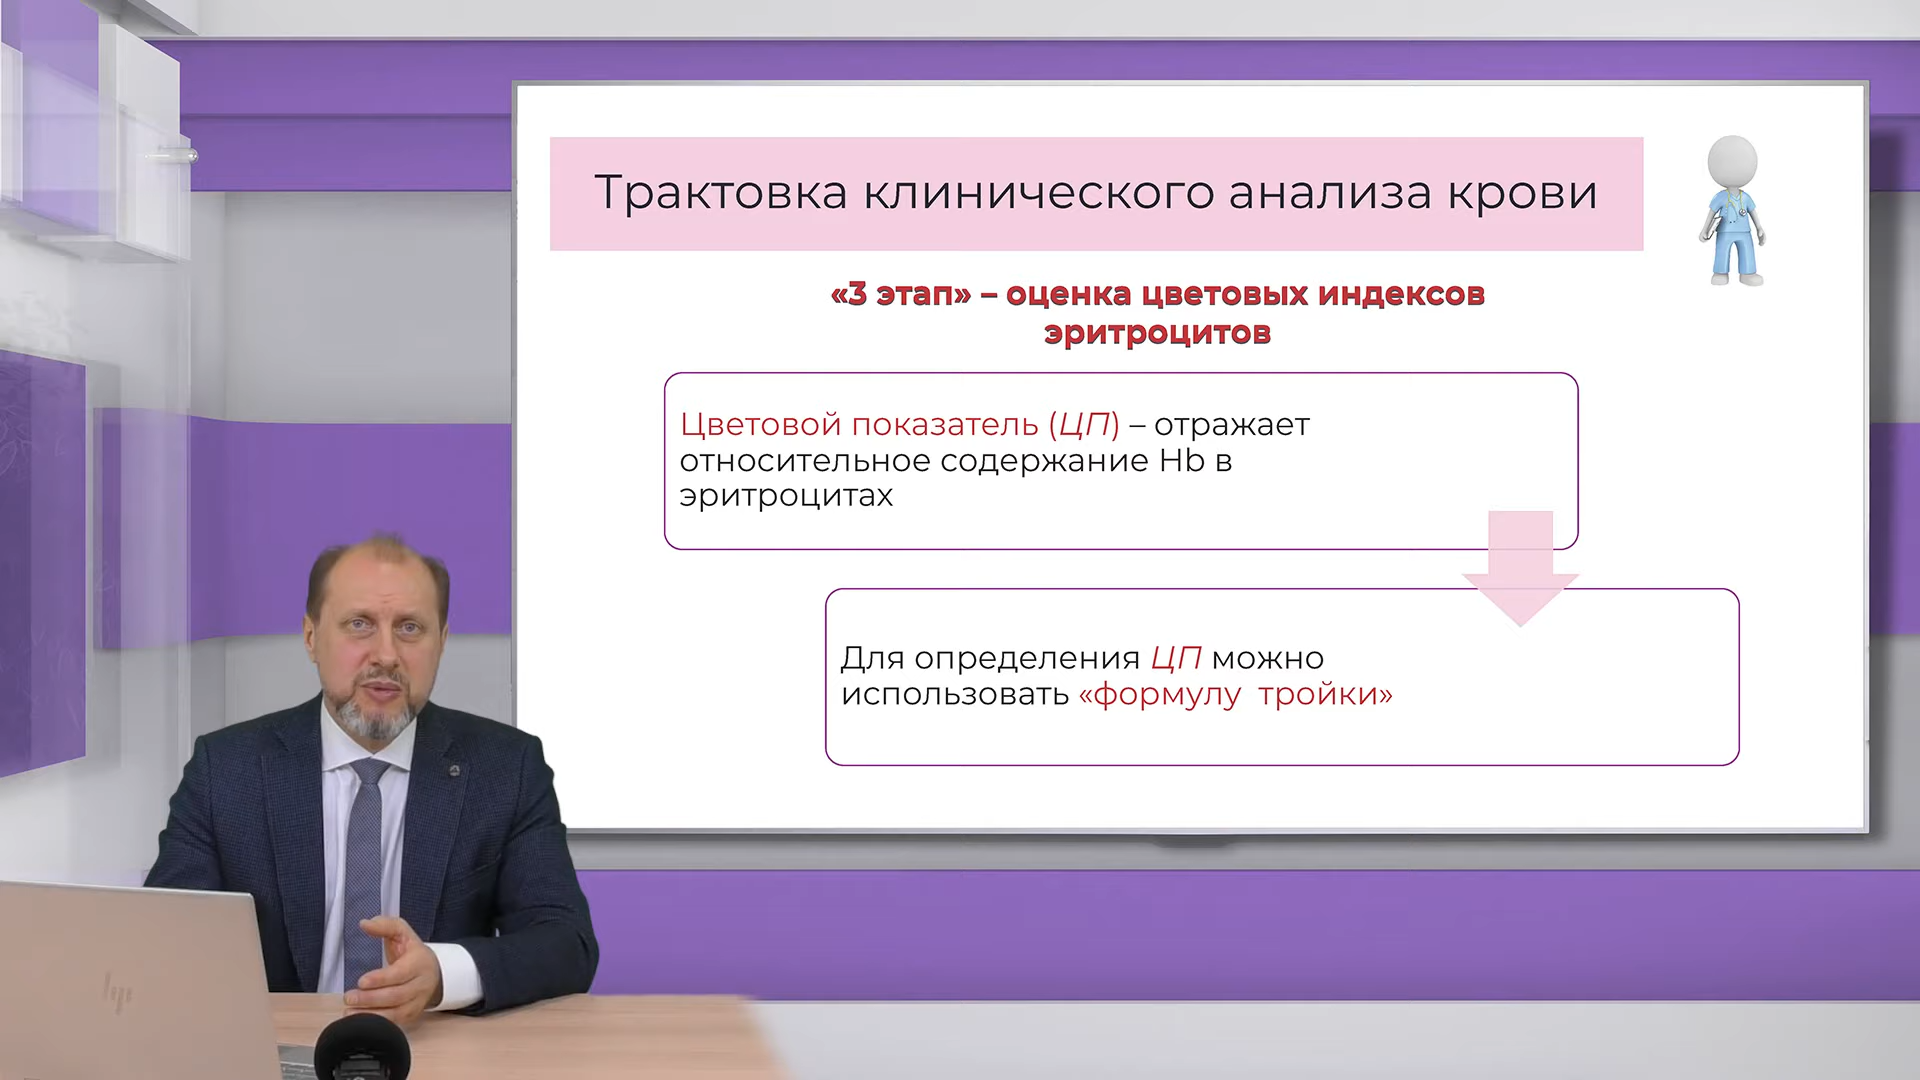 Трактовка клинического анализа крови
«3 этап» – оценка цветовых индексов
эритроцитов
Цветовой показатель (ЦП) – отражает
относительное содержание Hb в
эритроцитах
Для определения ЦП можно
использовать «формулу тройки»
hp